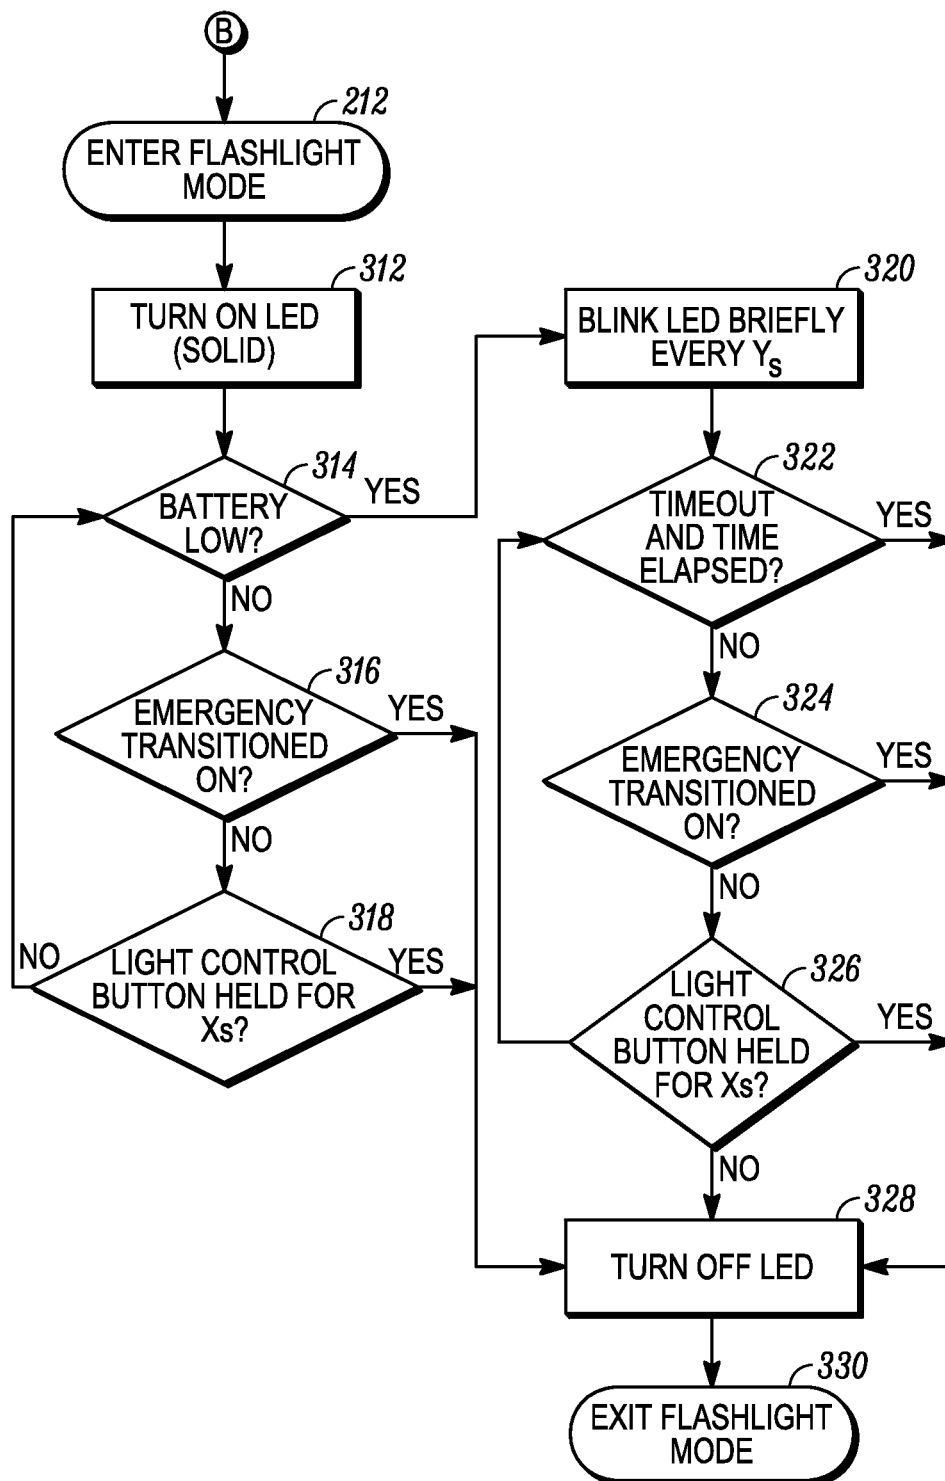 B
212
ENTER FLASHLIGHT
MODE
312
TURN ON LED
(SOLID)
314
BATTERY
LOW?
YES
NO
316
EMERGENCY
TRANSITIONED
ON?
YES
NO
318
LIGHT CONTROL
BUTTON HELD FOR
Xs?
NO
YES
320
BLINK LED BRIEFLY
EVERY Ys
322
TIMEOUT
AND TIME
ELAPSED?
YES
NO
324
EMERGENCY
TRANSITIONED
ON?
YES
NO
326
LIGHT
CONTROL
BUTTON HELD
FOR Xs?
YES
NO
328
TURN OFF LED
330
EXIT FLASHLIGHT
MODE